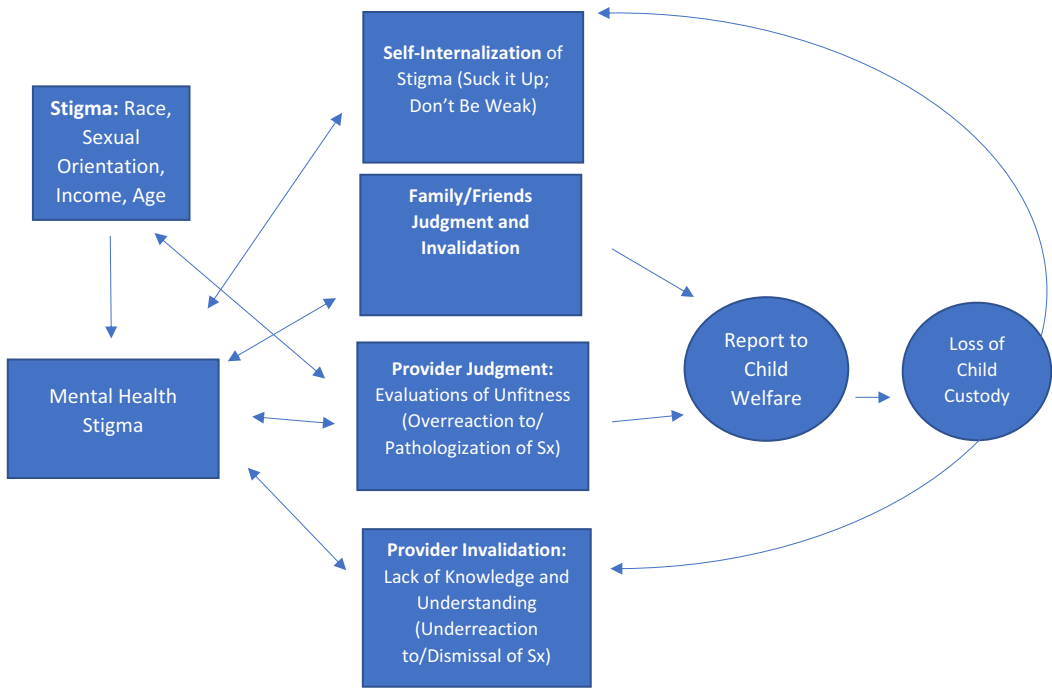 Stigma: Race,
Sexual
Orientation,
Income, Age
Mental Health
Stigma
Self-Internalization of
Stigma (Suck it Up;
Don’t Be Weak)
Family/Friends
Judgment and
Invalidation
Provider Judgment:
Evaluations of Unfitness
(Overreaction to/
Pathologization of Sx)
Provider Invalidation:
Lack of Knowledge and
Understanding
(Underreaction
to/Dismissal of Sx)
Report to
Child
Welfare
Loss of
Child
Custody